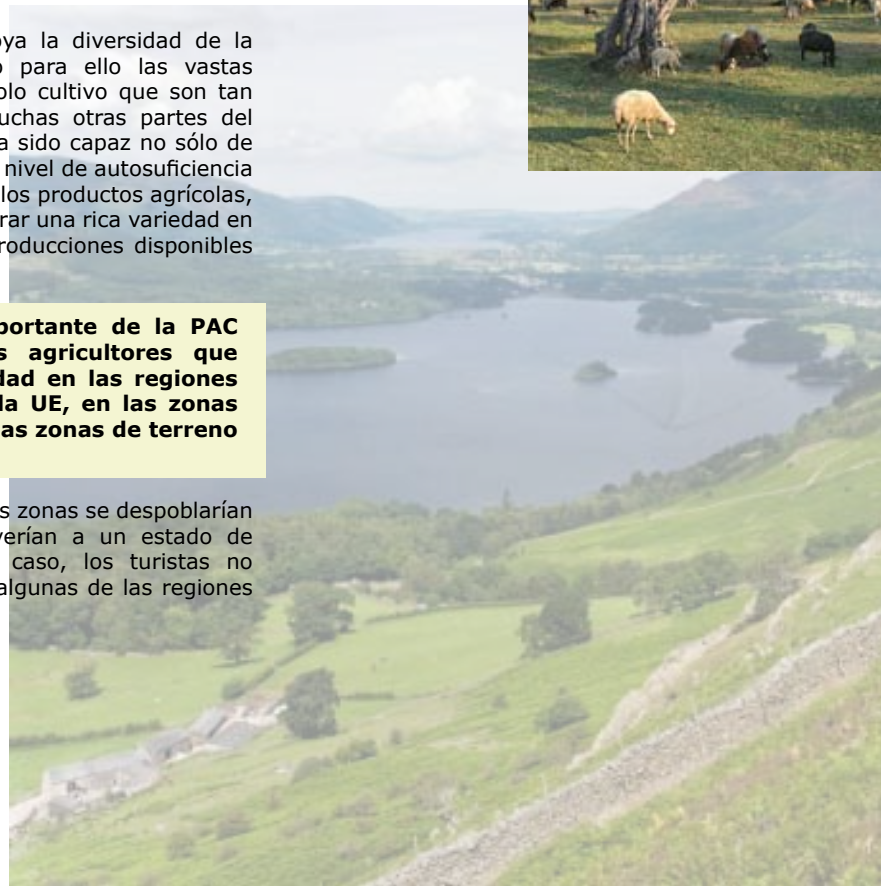 ya la diversidad de la
para ello las vastas
olo cultivo que son tan
uchas otras partes del
a sido capaz no sólo de
nivel de autosuficiencia
los productos agrícolas,
rar una rica variedad en
roducciones disponibles
portante de la PAC
s agricultores que
dad en las regiones
la UE, en las zonas
as zonas de terreno
s zonas se despoblarían
verían a un estado de
caso, los turistas no
algunas de las regiones